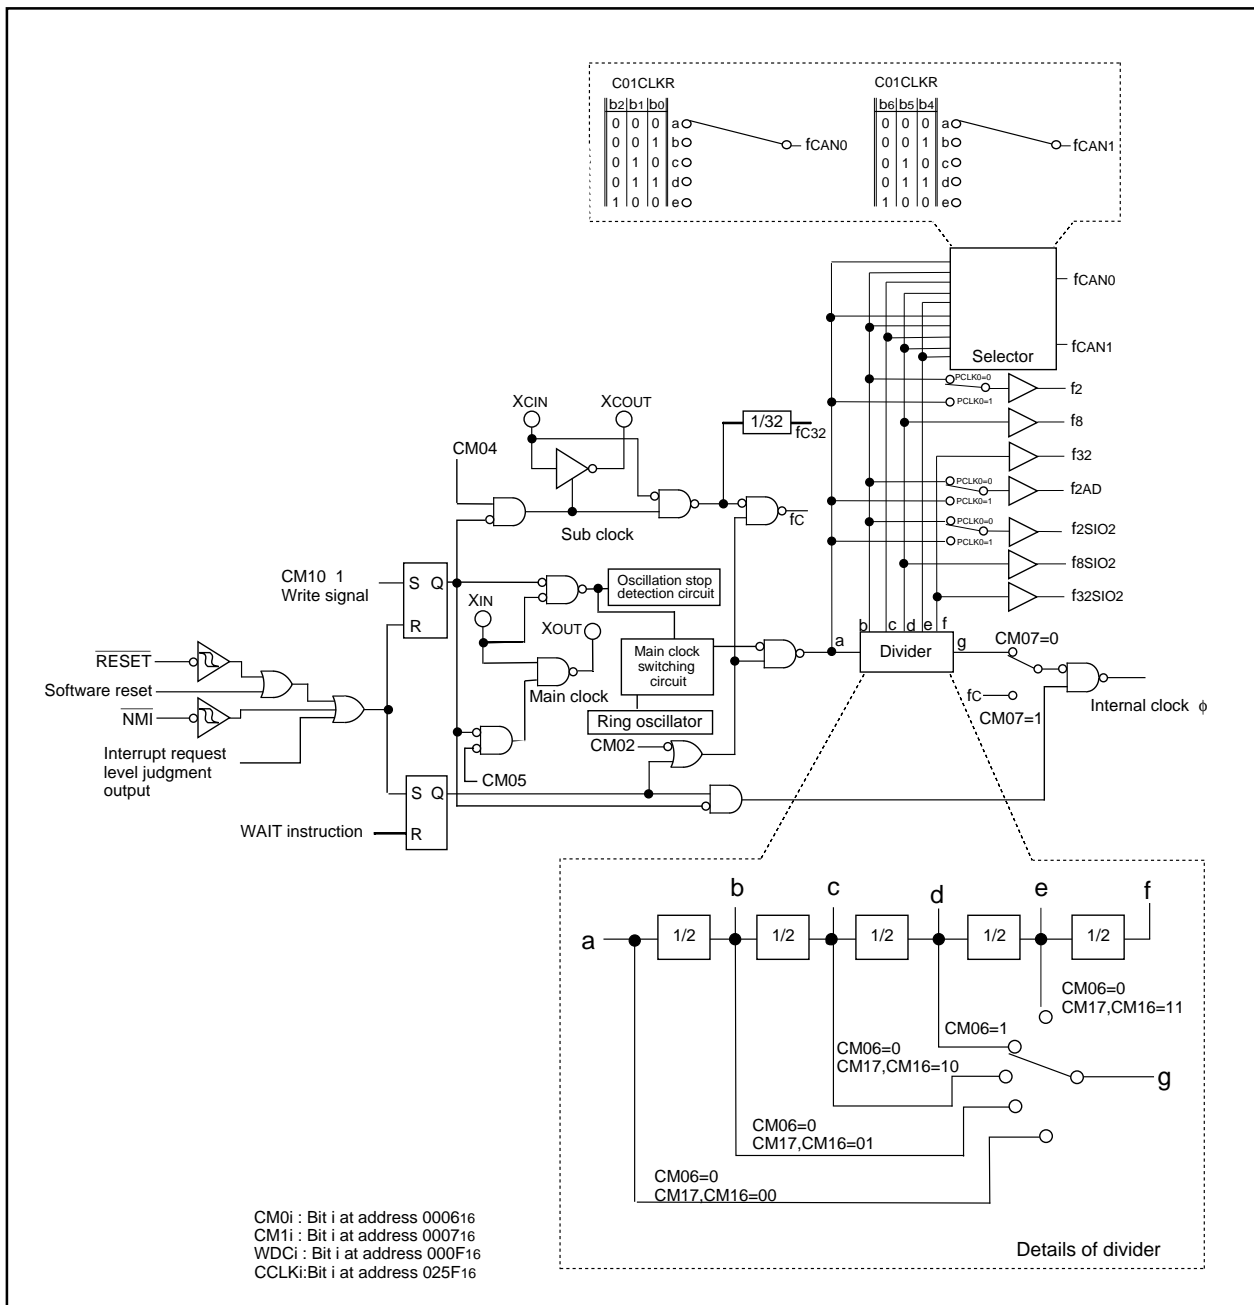 C01CLKR
b2 b1 b0
0 0 0 a
0 0 1 b
0 1 0 c
0 1 1 d
1 0 0 e
fCAN0
C01CLKR
b6 b5 b4
0 0 0 a
0 0 1 b
0 1 0 c
0 1 1 d
1 0 0 e
fCAN1
fCAN0
fCAN1
Selector
PCLK0=0
f2
PCLK0=1
f8
f32
PCLK0=0
f2AD
PCLK0=1
PCLK0=0
f2SIO2
PCLK0=1
f8SIO2
f32SIO2
XCIN
XCOUT
1/32
fC32
CM04
fC
Sub clock
CM10 1
Write signal
S Q
R
Oscillation stop
detection circuit
XIN
XOUT
Main clock
switching
circuit
Main clock
Ring oscillator
RESET
Software reset
NMI
Interrupt request
level judgment
output
CM02
CM05
S Q
R
WAIT instruction
b c d e f
a
Divider
g
CM07=0
fC
CM07=1
Internal clock ϕ
b c d e f
a
1/2 1/2 1/2 1/2 1/2
CM06=0
CM17,CM16=11
CM06=1
CM06=0
CM17,CM16=10
g
CM06=0
CM17,CM16=01
CM06=0
CM17,CM16=00
Details of divider
CM0i : Bit i at address 000616
CM1i : Bit i at address 000716
WDCi : Bit i at address 000F16
CCLKi:Bit i at address 025F16